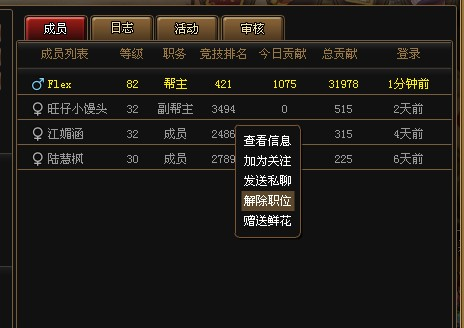 成员 日志 活动 审核
成员列表 等级 职务 竞技排名 今日贡献 总贡献 登录
Flex 82 帮主 421 1075 31978 1分钟前
旺仔小馒头 32 副帮主 3494 0 515 2天前
江媚涵 32 成员 2486 315 4天前
陆慧枫 30 成员 2789 225 6天前
查看信息
加为关注
发送私聊
解除职位
赠送鲜花